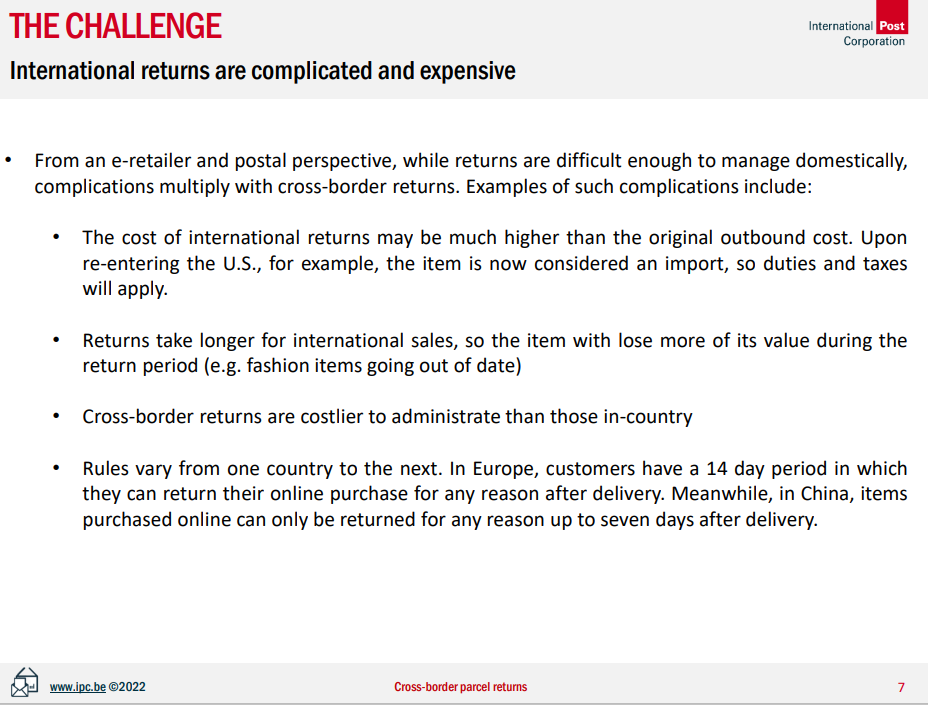 THE CHALLENGE
International Post
Corporation
International returns are complicated and expensive
• From an e-retailer and postal perspective, while returns are difficult enough to manage domestically,
complications multiply with cross-border returns. Examples of such complications include:
• The cost of international returns may be much higher than the original outbound cost. Upon
re-entering the U.S., for example, the item is now considered an import, so duties and taxes
will apply.
• Returns take longer for international sales, so the item with lose more of its value during the
return period (e.g. fashion items going out of date)
• Cross-border returns are costlier to administrate than those in-country
• Rules vary from one country to the next. In Europe, customers have a 14 day period in which
they can return their online purchase for any reason after delivery. Meanwhile, in China, items
purchased online can only be returned for any reason up to seven days after delivery.
www.ipc.be ©2022
Cross-border parcel returns
7